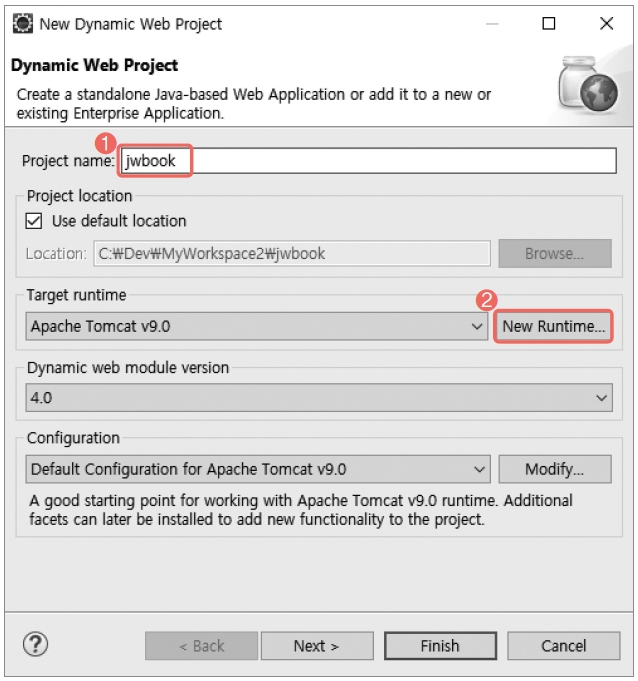 New Dynamic Web Project
Dynamic Web Project
Create a standalone Java-based Web Application or add it to a new or
existing Enterprise Application.
1
Project name: jwbook
Project location
Use default location
Location: C:₩Dev₩MyWorkspace2₩jwbook Browse...
Target runtime
2
Apache Tomcat v9.0 New Runtime...
Dynamic web module version
4.0
Configuration
Default Configuration for Apache Tomcat v9.0 Modify...
A good starting point for working with Apache Tomcat v9.0 runtime. Additional
facets can later be installed to add new functionality to the project.
? < Back Next > Finish Cancel